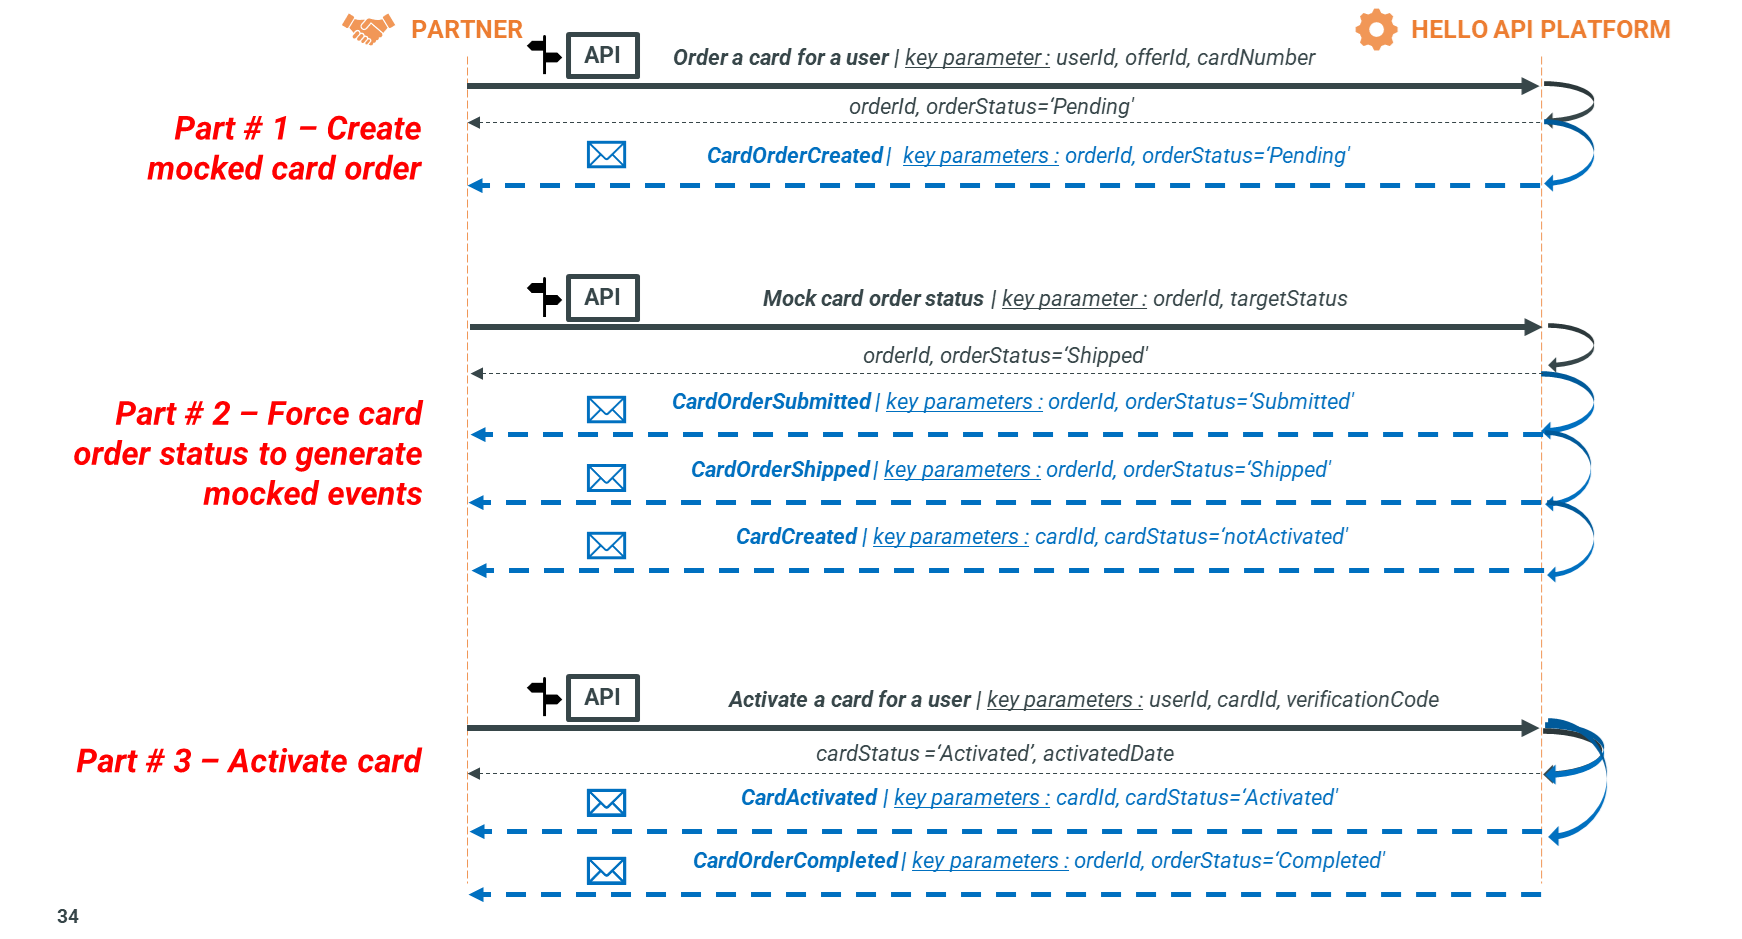 PARTNER
HELLO API PLATFORM
API
Order a card for a user | key parameter : userId, offerId, cardNumber
orderId, orderStatus=‘Pending'
Part # 1 – Create
mocked card order
CardOrderCreated | key parameters : orderId, orderStatus=‘Pending'
API
Mock card order status | key parameter : orderId, targetStatus
orderId, orderStatus=‘Shipped'
Part # 2 – Force card
order status to generate
mocked events
CardOrderSubmitted | key parameters : orderId, orderStatus=‘Submitted'
CardOrderShipped | key parameters : orderId, orderStatus=‘Shipped'
CardCreated | key parameters : cardId, cardStatus=‘notActivated'
API
Activate a card for a user | key parameters : userId, cardId, verificationCode
cardStatus =‘Activated’, activatedDate
Part # 3 – Activate card
CardActivated | key parameters : cardId, cardStatus=‘Activated'
CardOrderCompleted | key parameters : orderId, orderStatus=‘Completed'
34